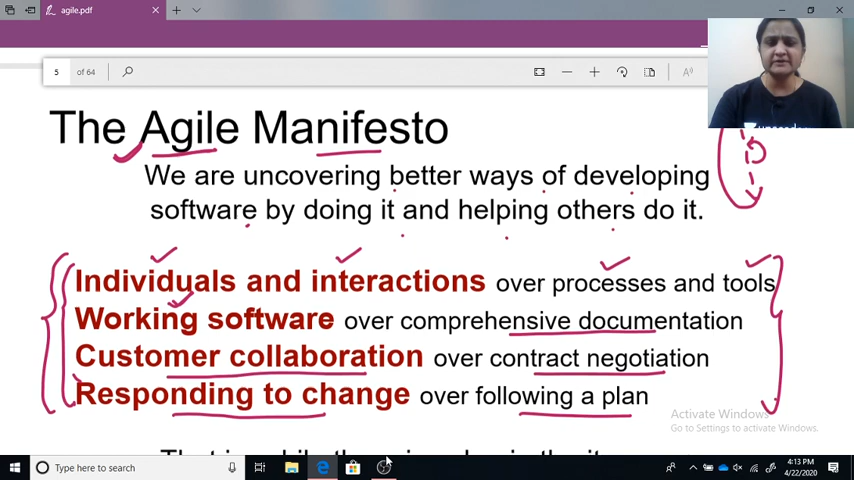 agile.pdf
5 of 64
The Agile Manifesto
We are uncovering better ways of developing
software by doing it and helping others do it.
Individuals and interactions over processes and tools
Working software over comprehensive documentation
Customer collaboration over contract negotiation
Responding to change over following a plan
Activate Windows
Go to Settings to activate Windows.
Type here to search
4:13 PM
4/22/2020